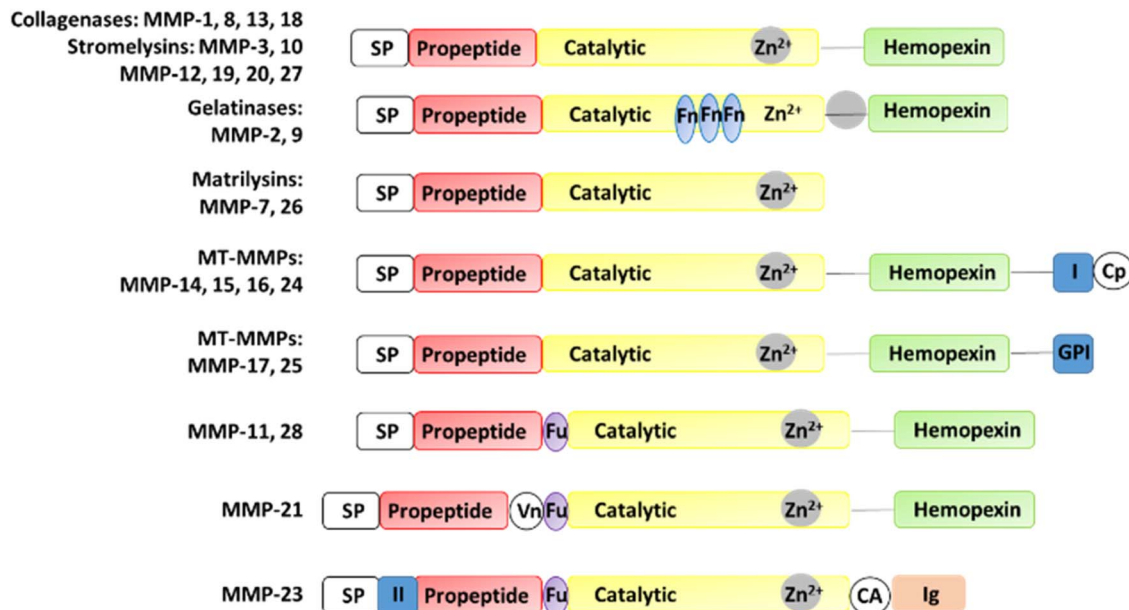 Collagenases: MMP-1, 8, 13, 18
Stromelysins: MMP-3, 10
MMP-12, 19, 20, 27
SP Propeptide Catalytic Zn²⁺ Hemopexin
Gelatinases:
MMP-2, 9
SP Propeptide Catalytic Fn Fn Fn Zn²⁺ Hemopexin
Matrilysins:
MMP-7, 26
SP Propeptide Catalytic Zn²⁺
MT-MMPs:
MMP-14, 15, 16, 24
SP Propeptide Catalytic Zn²⁺ Hemopexin I Cp
MT-MMPs:
MMP-17, 25
SP Propeptide Catalytic Zn²⁺ Hemopexin GPI
MMP-11, 28 SP Propeptide Fu Catalytic Zn²⁺ Hemopexin
MMP-21 SP Propeptide Vn Fu Catalytic Zn²⁺ Hemopexin
MMP-23 SP II Propeptide Fu Catalytic Zn²⁺ CA Ig